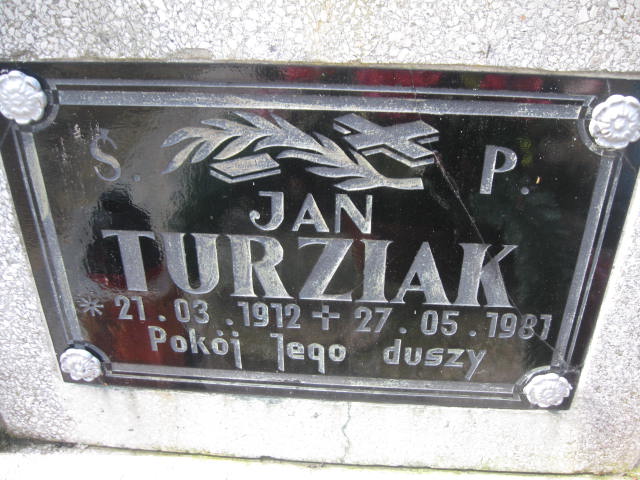 Ś. P.
JAN
TURZIAK
* 21.03.1912 + 27.05.1981
Pokój Jego duszy